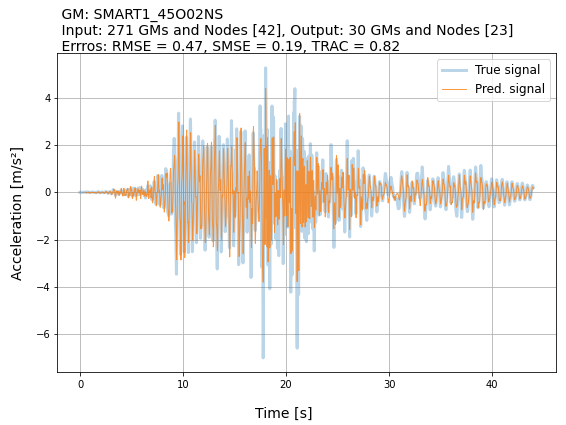 GM: SMART1_45O02NS
Input: 271 GMs and Nodes [42], Output: 30 GMs and Nodes [23]
Errros: RMSE = 0.47, SMSE = 0.19, TRAC = 0.82
True signal
Pred. signal
Acceleration [m/s²]
4
2
0
−2
−4
−6
0
10
20
30
40
Time [s]